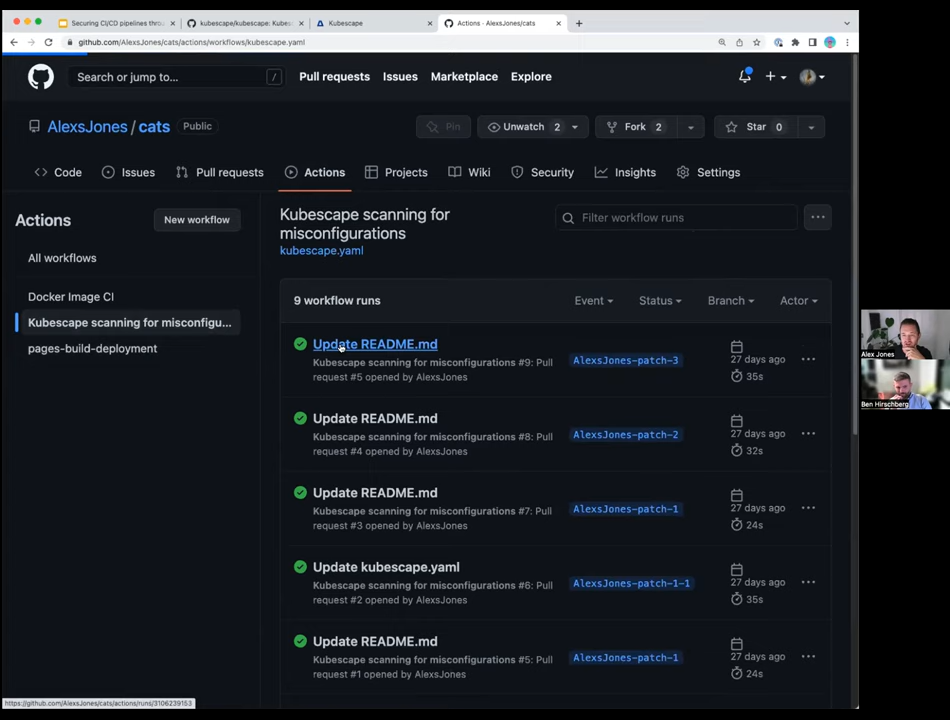 Securing CI/CD pipelines throu
kubescape/kubescape: Kubes
Kubescape
Actions · AlexsJones/cats
github.com/AlexsJones/cats/actions/workflows/kubescape.yaml
Search or jump to...
/
Pull requests
Issues
Marketplace
Explore
AlexsJones / cats
Public
Pin
Unwatch 2
Fork 2
Star 0
Code
Issues
Pull requests
Actions
Projects
Wiki
Security
Insights
Settings
Actions
New workflow
All workflows
Docker Image CI
Kubescape scanning for misconfigu...
pages-build-deployment
Kubescape scanning for
misconfigurations
kubescape.yaml
Filter workflow runs
9 workflow runs
Event
Status
Branch
Actor
Update README.md
Kubescape scanning for misconfigurations #9: Pull
request #5 opened by AlexsJones
AlexsJones-patch-3
27 days ago
35s
Update README.md
Kubescape scanning for misconfigurations #8: Pull
request #4 opened by AlexsJones
AlexsJones-patch-2
27 days ago
32s
Update README.md
Kubescape scanning for misconfigurations #7: Pull
request #3 opened by AlexsJones
AlexsJones-patch-1
27 days ago
24s
Update kubescape.yaml
Kubescape scanning for misconfigurations #6: Pull
request #2 opened by AlexsJones
AlexsJones-patch-1-1
27 days ago
35s
Update README.md
Kubescape scanning for misconfigurations #5: Pull
request #1 opened by AlexsJones
AlexsJones-patch-1
27 days ago
24s
https://github.com/AlexsJones/cats/actions/runs/3106239153
Alex Jones
Ben Hirschberg